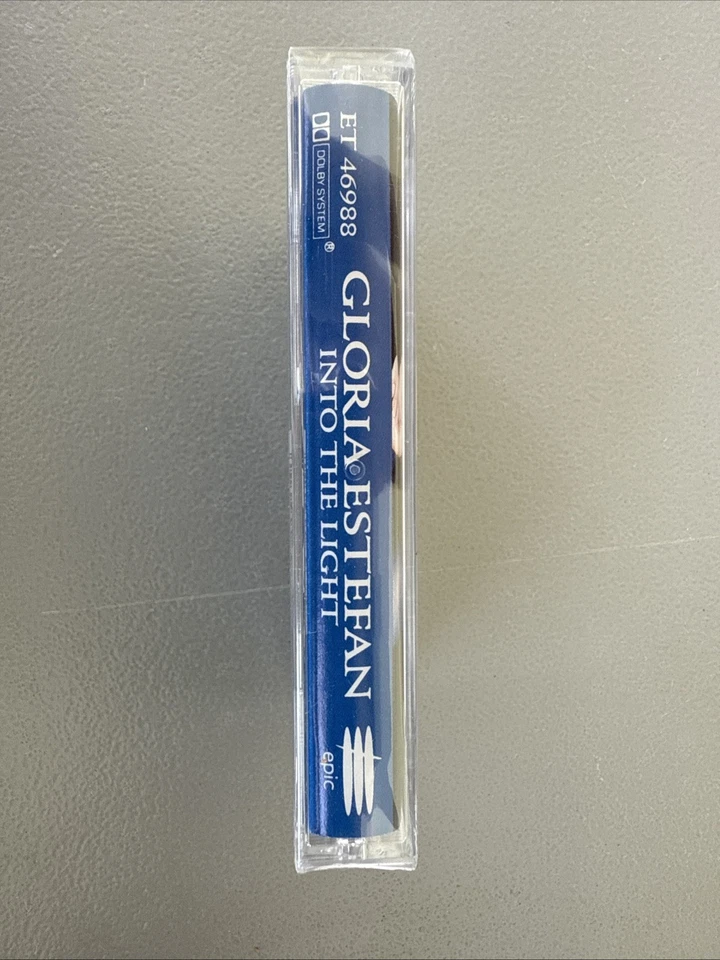 ET 46988
DOLBY SYSTEM ®
GLORIA ESTEFAN
INTO THE LIGHT
epic